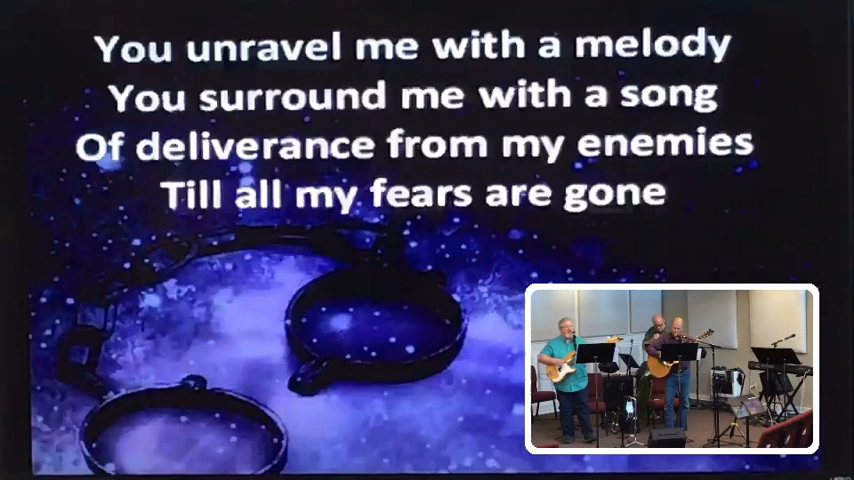 You unravel me with a melody
You surround me with a song
Of deliverance from my enemies
Till all my fears are gone